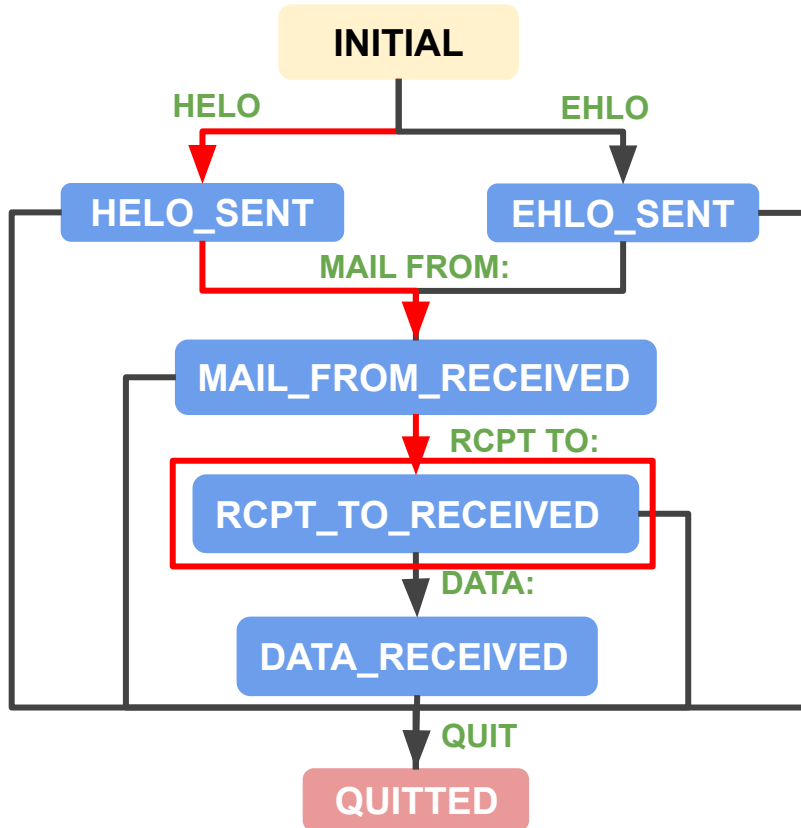 INITIAL
HELO
EHLO
HELO_SENT
EHLO_SENT
MAIL FROM:
MAIL_FROM_RECEIVED
RCPT TO:
RCPT_TO_RECEIVED
DATA:
DATA_RECEIVED
QUIT
QUITTED